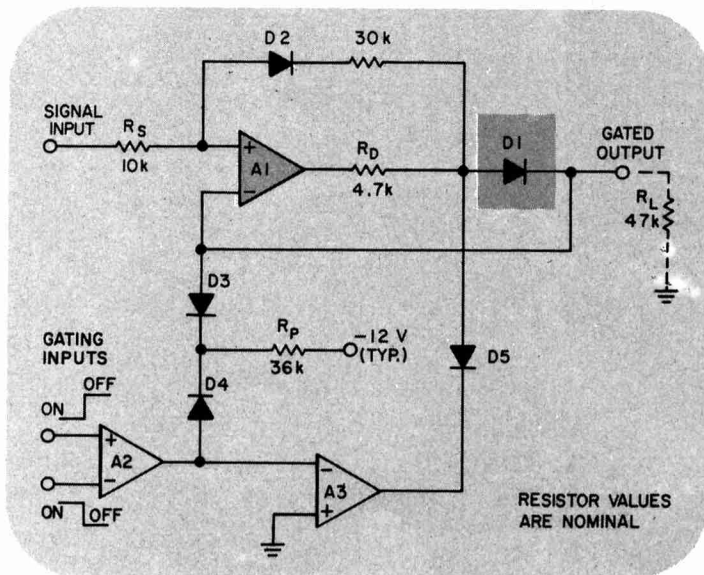 D2
30k
SIGNAL
INPUT
RS
10k
+
A1
−
RD
4.7k
D1
GATED
OUTPUT
RL
47k
D3
RP
36k
−12 V
(TYP.)
D5
GATING
INPUTS
ON
OFF
D4
+
A2
−
ON
OFF
−
A3
+
RESISTOR VALUES
ARE NOMINAL